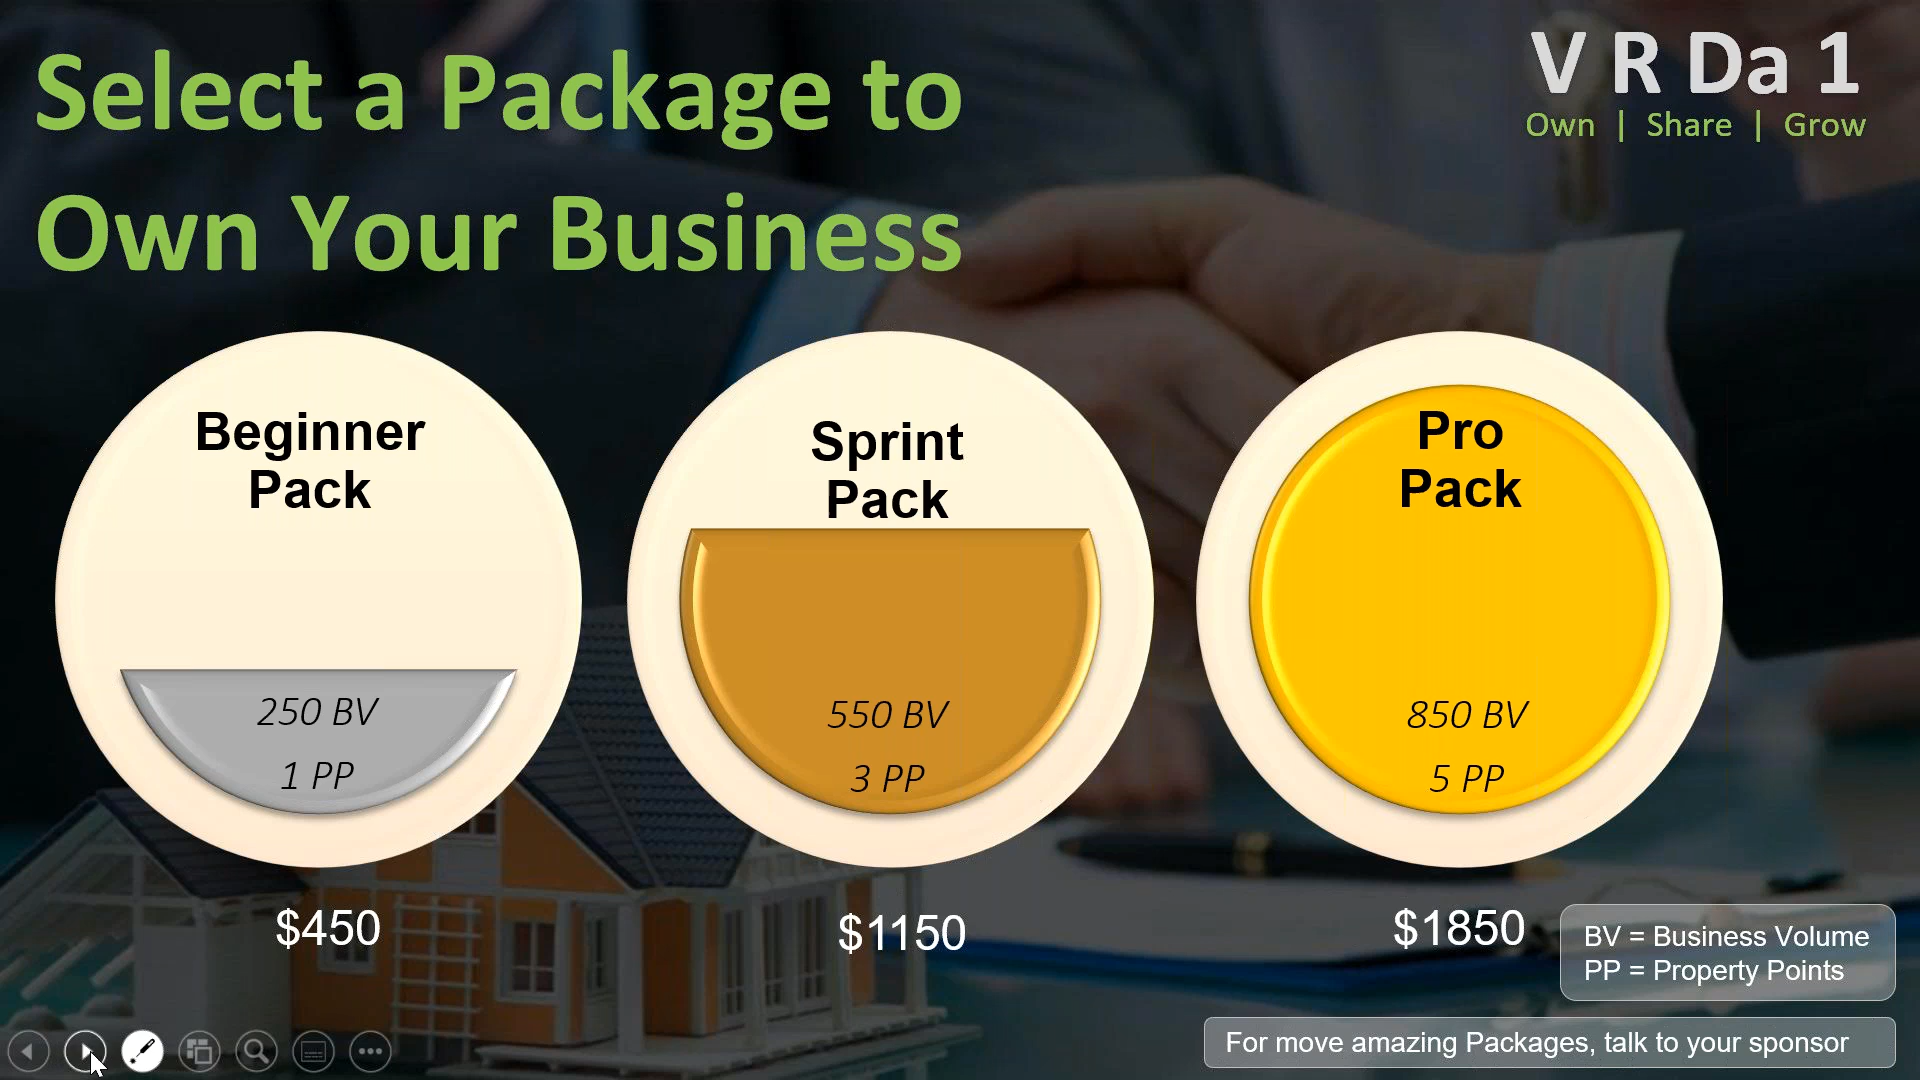 Select a Package to
Own Your Business
V R Da 1
Own | Share | Grow
Beginner
Pack
250 BV
1 PP
$450
Sprint
Pack
550 BV
3 PP
$1150
Pro
Pack
850 BV
5 PP
$1850
BV = Business Volume
PP = Property Points
For move amazing Packages, talk to your sponsor